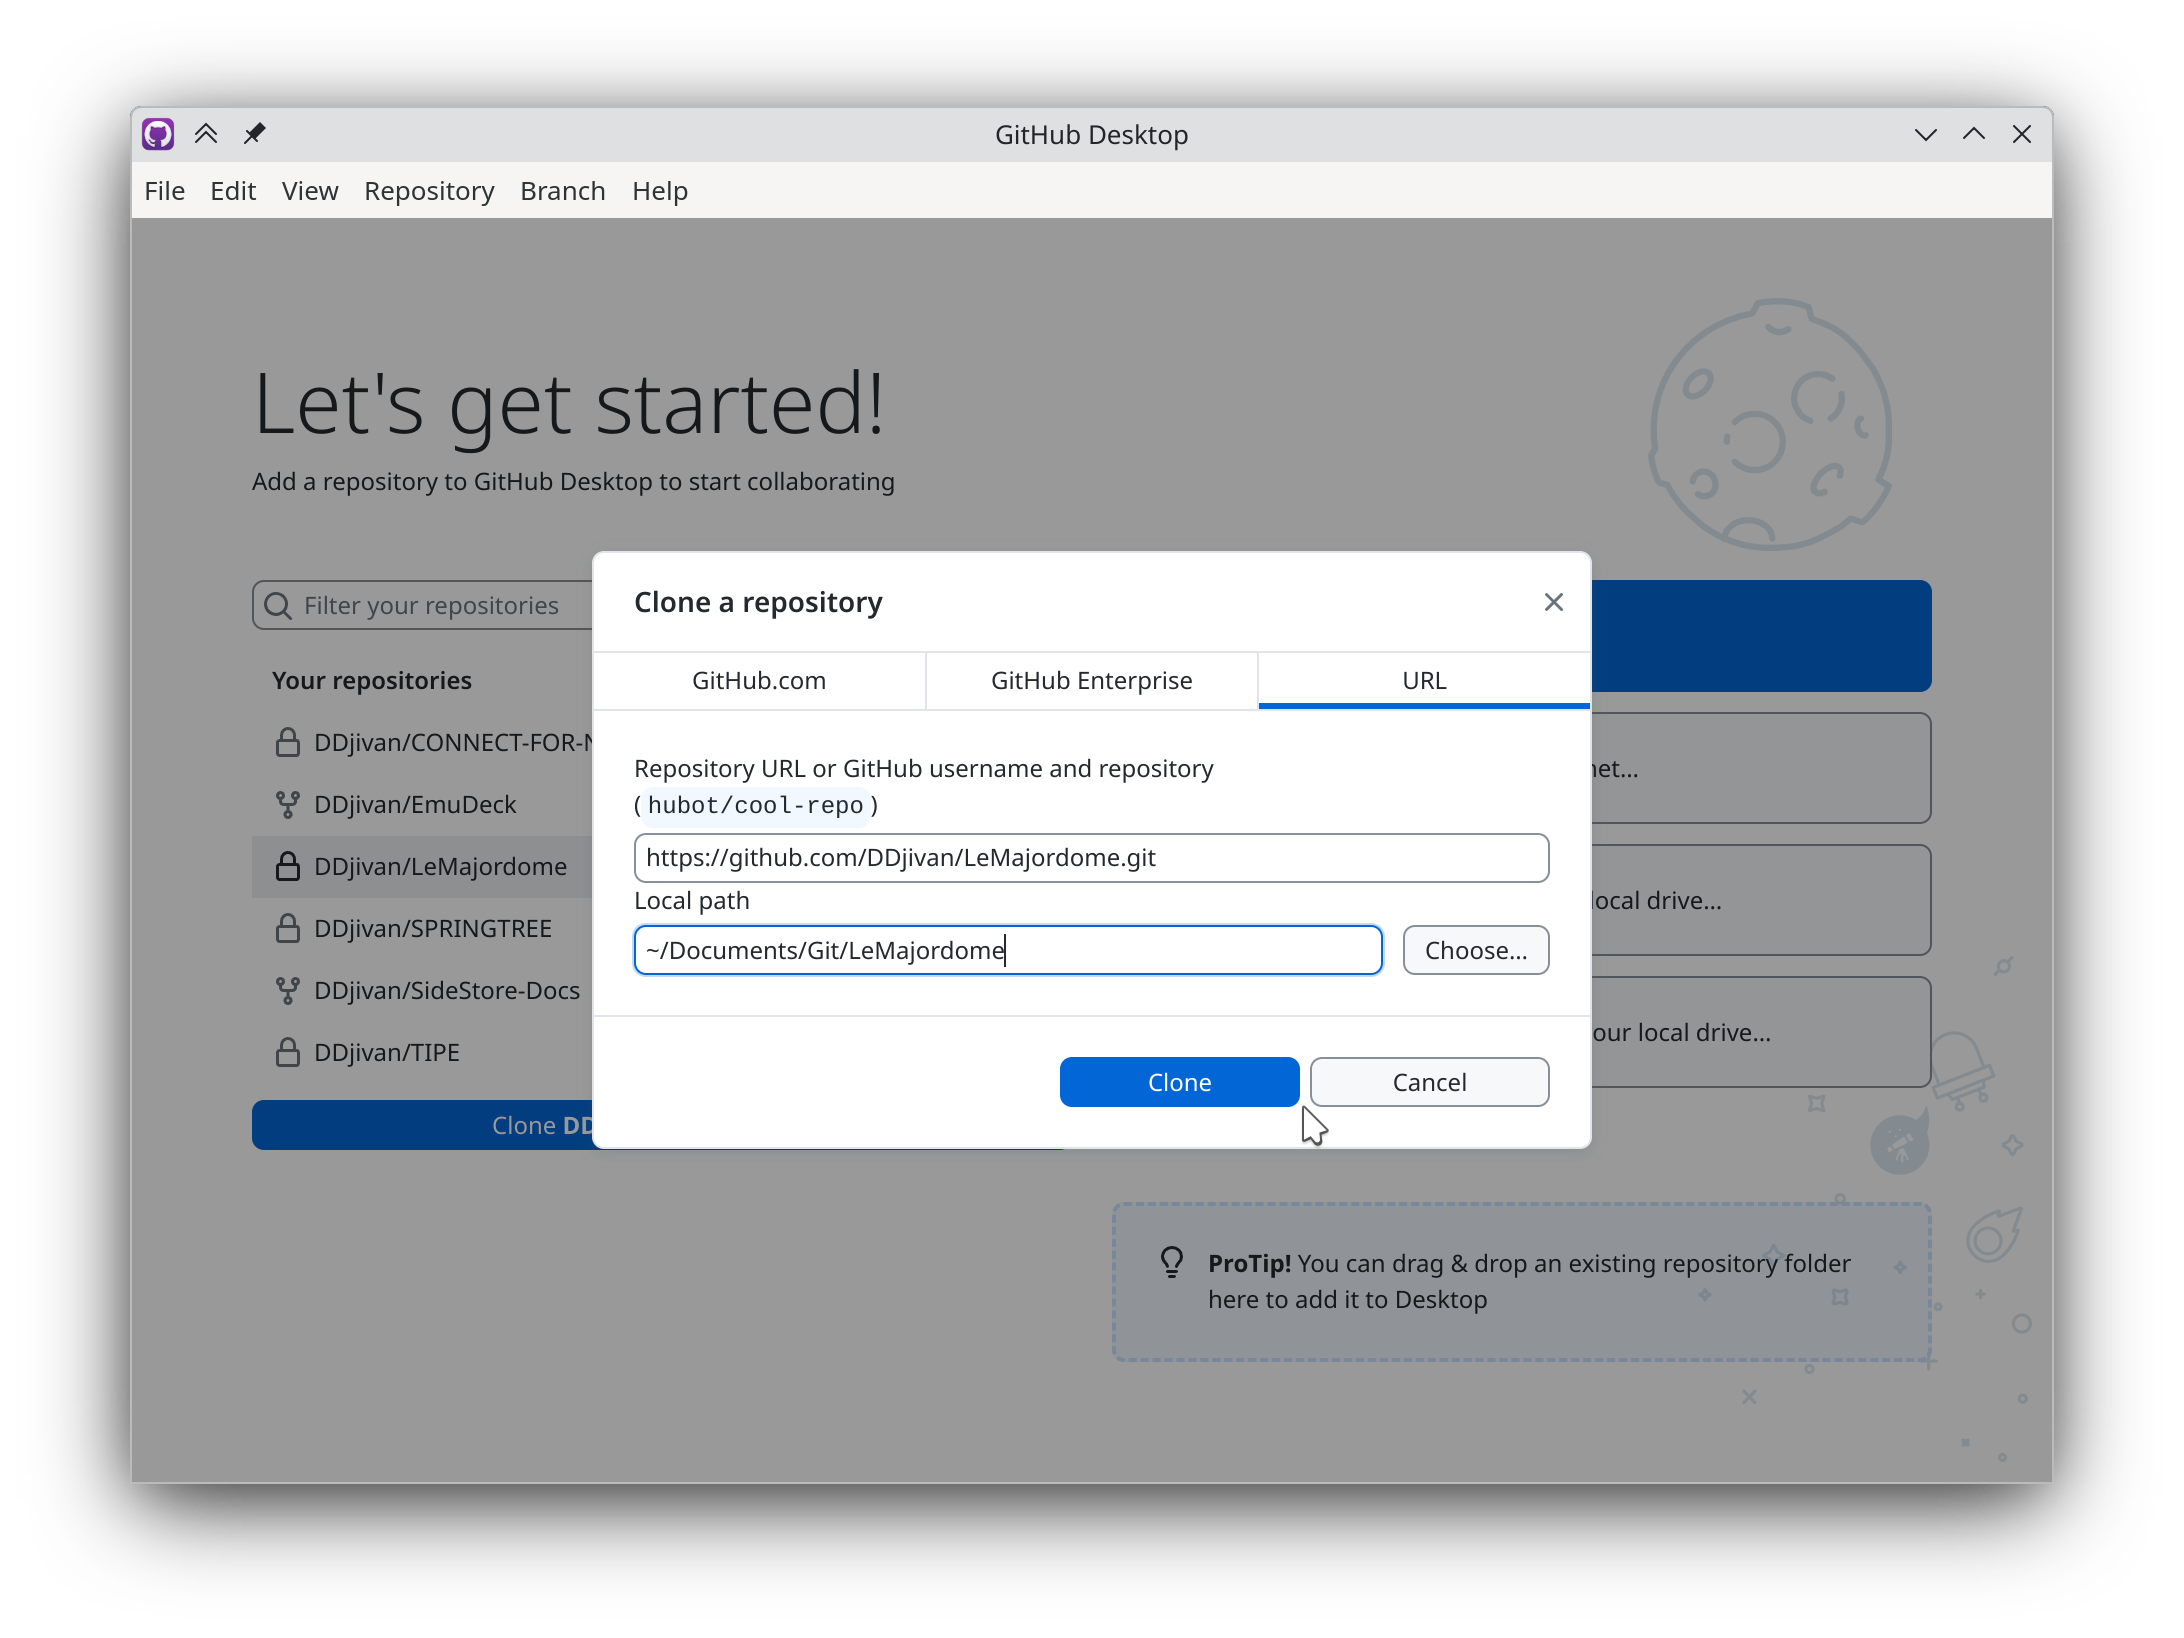 GitHub Desktop
File Edit View Repository Branch Help
Let's get started!
Add a repository to GitHub Desktop to start collaborating
Filter your repositories
Your repositories
DDjivan/CONNECT-FOR-
DDjivan/EmuDeck
DDjivan/LeMajordome
DDjivan/SPRINGTREE
DDjivan/SideStore-Docs
DDjivan/TIPE
Clone DD
Clone a repository
GitHub.com GitHub Enterprise URL
Repository URL or GitHub username and repository
(hubot/cool-repo)
https://github.com/DDjivan/LeMajordome.git
Local path
~/Documents/Git/LeMajordome
Choose...
Clone Cancel
net...
local drive...
our local drive...
ProTip! You can drag & drop an existing repository folder
here to add it to Desktop